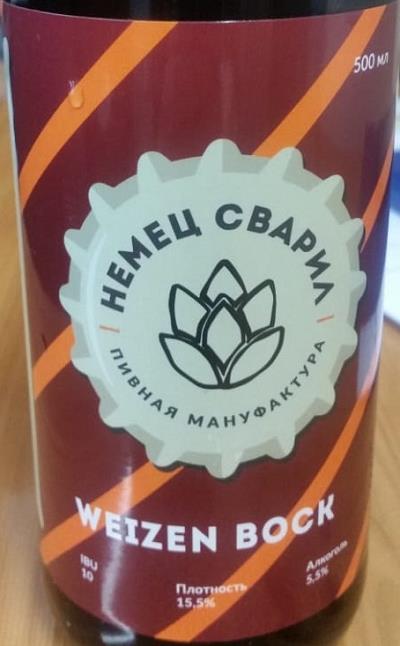 500 мл
НЕМЕЦ СВАРИЛ
ПИВНАЯ МАНУФАКТУРА
WEIZEN BOCK
IBU
10
Плотность
15,5%
Алкоголь
5,5%